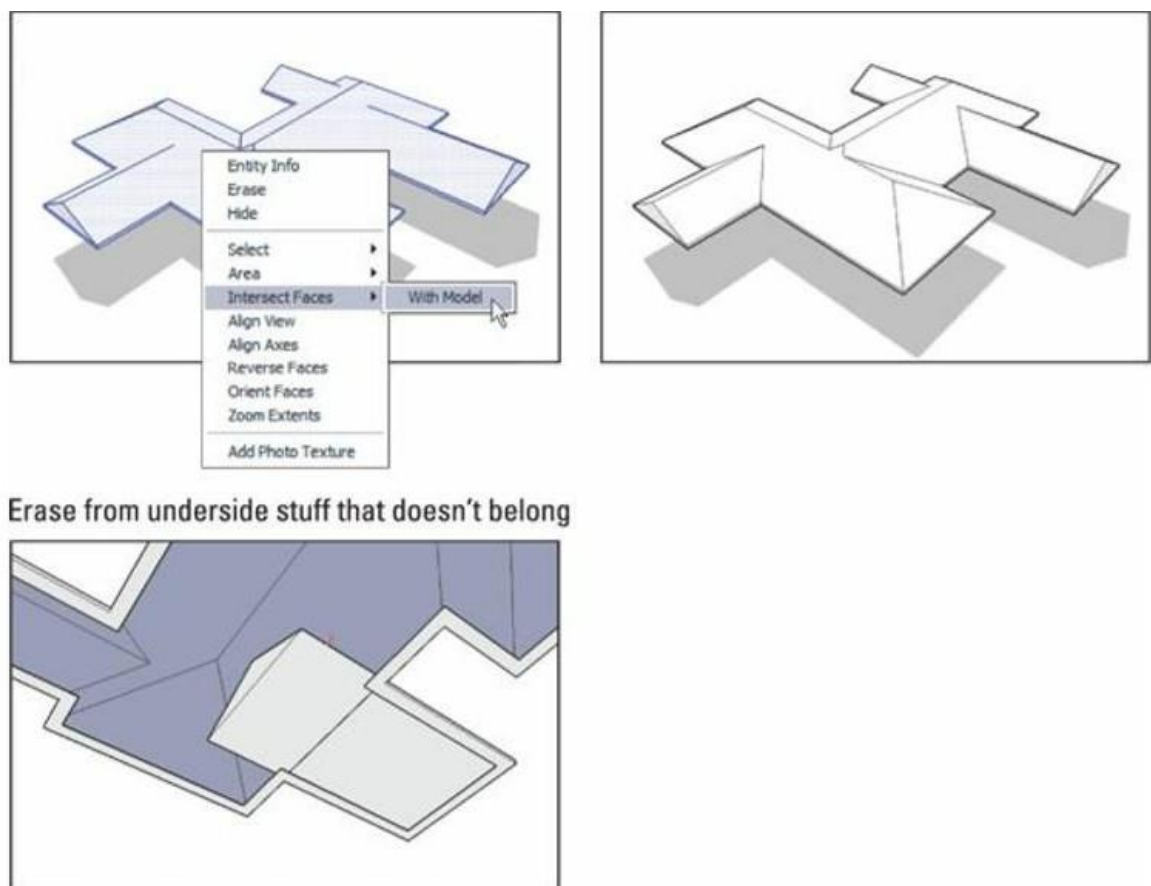 Entity Info
Erase
Hide
Select
Area
Intersect Faces
With Model
Align View
Align Axes
Reverse Faces
Orient Faces
Zoom Extents
Add Photo Texture
Erase from underside stuff that doesn't belong